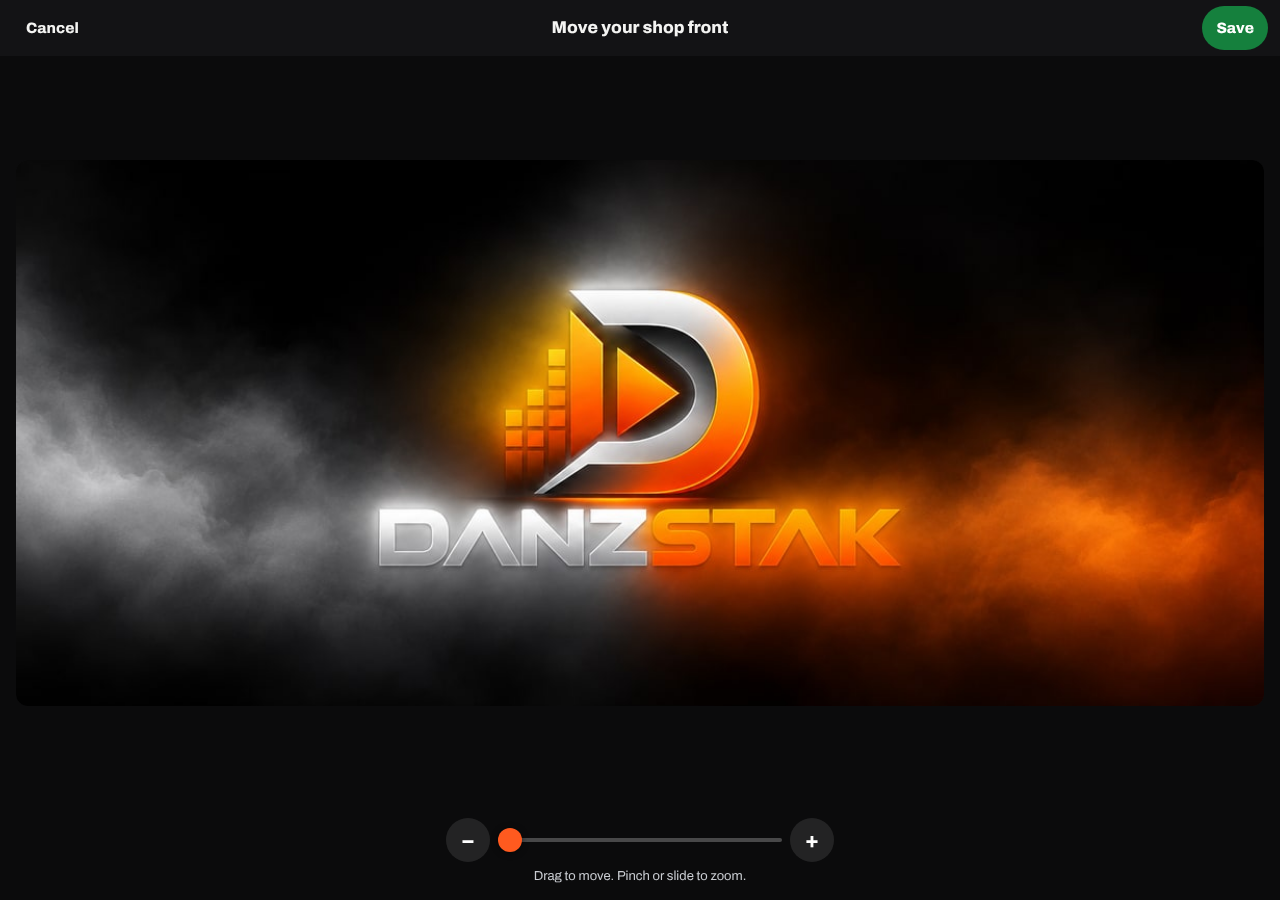 Cancel
Move your shop front
Save
DANZSTAK
−
+
Drag to move. Pinch or slide to zoom.